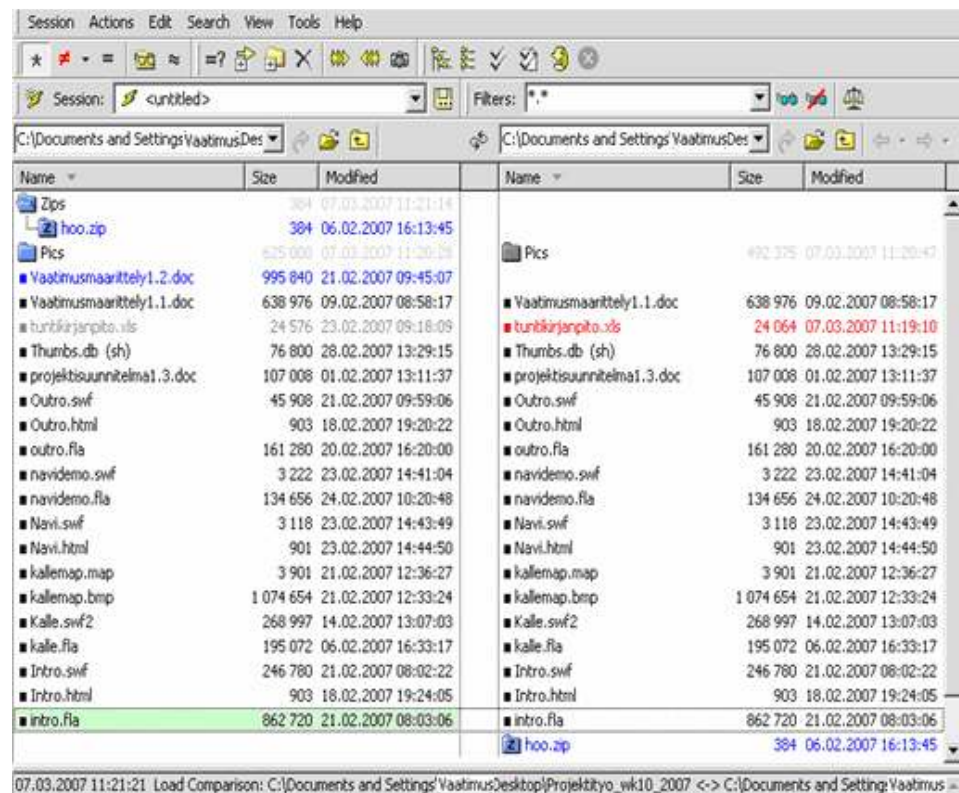 Session Actions Edit Search View Tools Help
Session: <untitled> Filters: *.*
C:\Documents and Settings\VaatimusDes C:\Documents and Settings\VaatimusDes
Name Size Modified Name Size Modified
Zips 384 07.03.2007 11:21:14
hoo.zip 384 06.02.2007 16:13:45
Pics 625 000 07.03.2007 Pics 492 375 07.03.2007 11:20:47
Vaatimusmaarittely1.2.doc 995 840 21.02.2007 09:45:07
Vaatimusmaarittely1.1.doc 638 976 09.02.2007 08:58:17 Vaatimusmaarittely1.1.doc 638 976 09.02.2007 08:58:17
tuntikirjanpito.xls 24 576 23.02.2007 09:18:09 tuntikirjanpito.xls 24 064 07.03.2007 11:19:10
Thumbs.db (sh) 76 800 28.02.2007 13:29:15 Thumbs.db (sh) 76 800 28.02.2007 13:29:15
projektisuunnitelma1.3.doc 107 008 01.02.2007 13:11:37 projektisuunnitelma1.3.doc 107 008 01.02.2007 13:11:37
Outro.swf 45 908 21.02.2007 09:59:06 Outro.swf 45 908 21.02.2007 09:59:06
Outro.html 903 18.02.2007 19:20:22 Outro.html 903 18.02.2007 19:20:22
outro.fla 161 280 20.02.2007 16:20:00 outro.fla 161 280 20.02.2007 16:20:00
navidemo.swf 3 222 23.02.2007 14:41:04 navidemo.swf 3 222 23.02.2007 14:41:04
navidemo.fla 134 656 24.02.2007 10:20:48 navidemo.fla 134 656 24.02.2007 10:20:48
Navi.swf 3 118 23.02.2007 14:43:49 Navi.swf 3 118 23.02.2007 14:43:49
Navi.html 901 23.02.2007 14:44:50 Navi.html 901 23.02.2007 14:44:50
kallemap.map 3 901 21.02.2007 12:36:27 kallemap.map 3 901 21.02.2007 12:36:27
kallemap.bmp 1 074 654 21.02.2007 12:33:24 kallemap.bmp 1 074 654 21.02.2007 12:33:24
Kalle.swf2 268 997 14.02.2007 13:07:03 Kalle.swf2 268 997 14.02.2007 13:07:03
kalle.fla 195 072 06.02.2007 16:33:17 kalle.fla 195 072 06.02.2007 16:33:17
Intro.swf 246 780 21.02.2007 08:02:22 Intro.swf 246 780 21.02.2007 08:02:22
Intro.html 903 18.02.2007 19:24:05 Intro.html 903 18.02.2007 19:24:05
intro.fla 862 720 21.02.2007 08:03:06 intro.fla 862 720 21.02.2007 08:03:06
hoo.zip 384 06.02.2007 16:13:45
07.03.2007 11:21:21 Load Comparison: C:\Documents and Settings\VaatimusDesktop\Projektityo_wk10_2007 <-> C:\Documents and Setting\Vaatimus